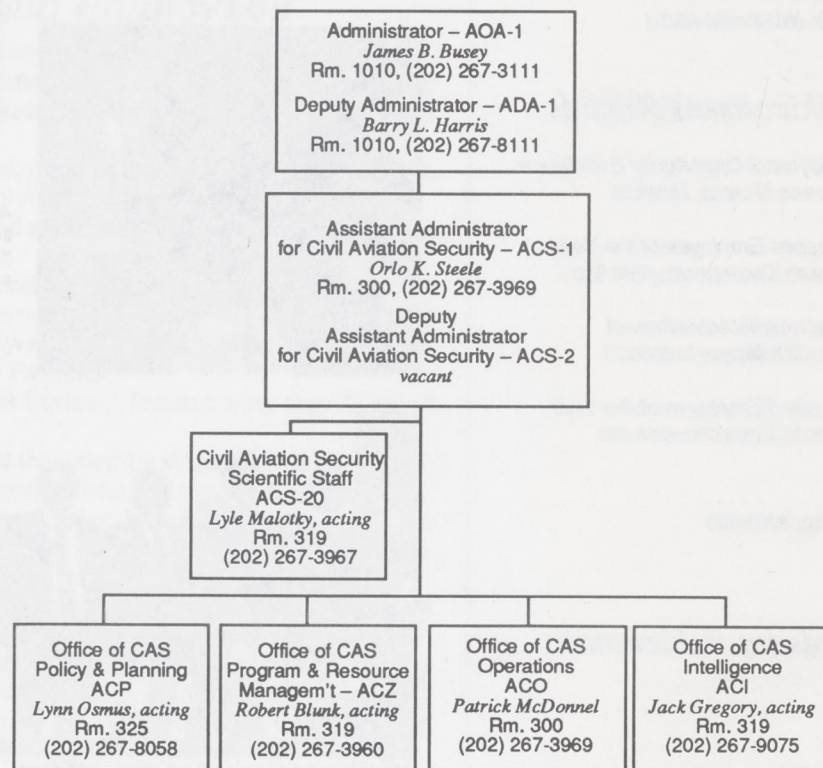 Administrator – AOA-1
James B. Busey
Rm. 1010, (202) 267-3111
Deputy Administrator – ADA-1
Barry L. Harris
Rm. 1010, (202) 267-8111
Assistant Administrator
for Civil Aviation Security – ACS-1
Orlo K. Steele
Rm. 300, (202) 267-3969
Deputy
Assistant Administrator
for Civil Aviation Security – ACS-2
vacant
Civil Aviation Security
Scientific Staff
ACS-20
Lyle Malotky, acting
Rm. 319
(202) 267-3967
Office of CAS
Policy & Planning
ACP
Lynn Osmus, acting
Rm. 325
(202) 267-8058
Office of CAS
Program & Resource
Managem't – ACZ
Robert Blunk, acting
Rm. 319
(202) 267-3960
Office of CAS
Operations
ACO
Patrick McDonnel
Rm. 300
(202) 267-3969
Office of CAS
Intelligence
ACI
Jack Gregory, acting
Rm. 319
(202) 267-9075